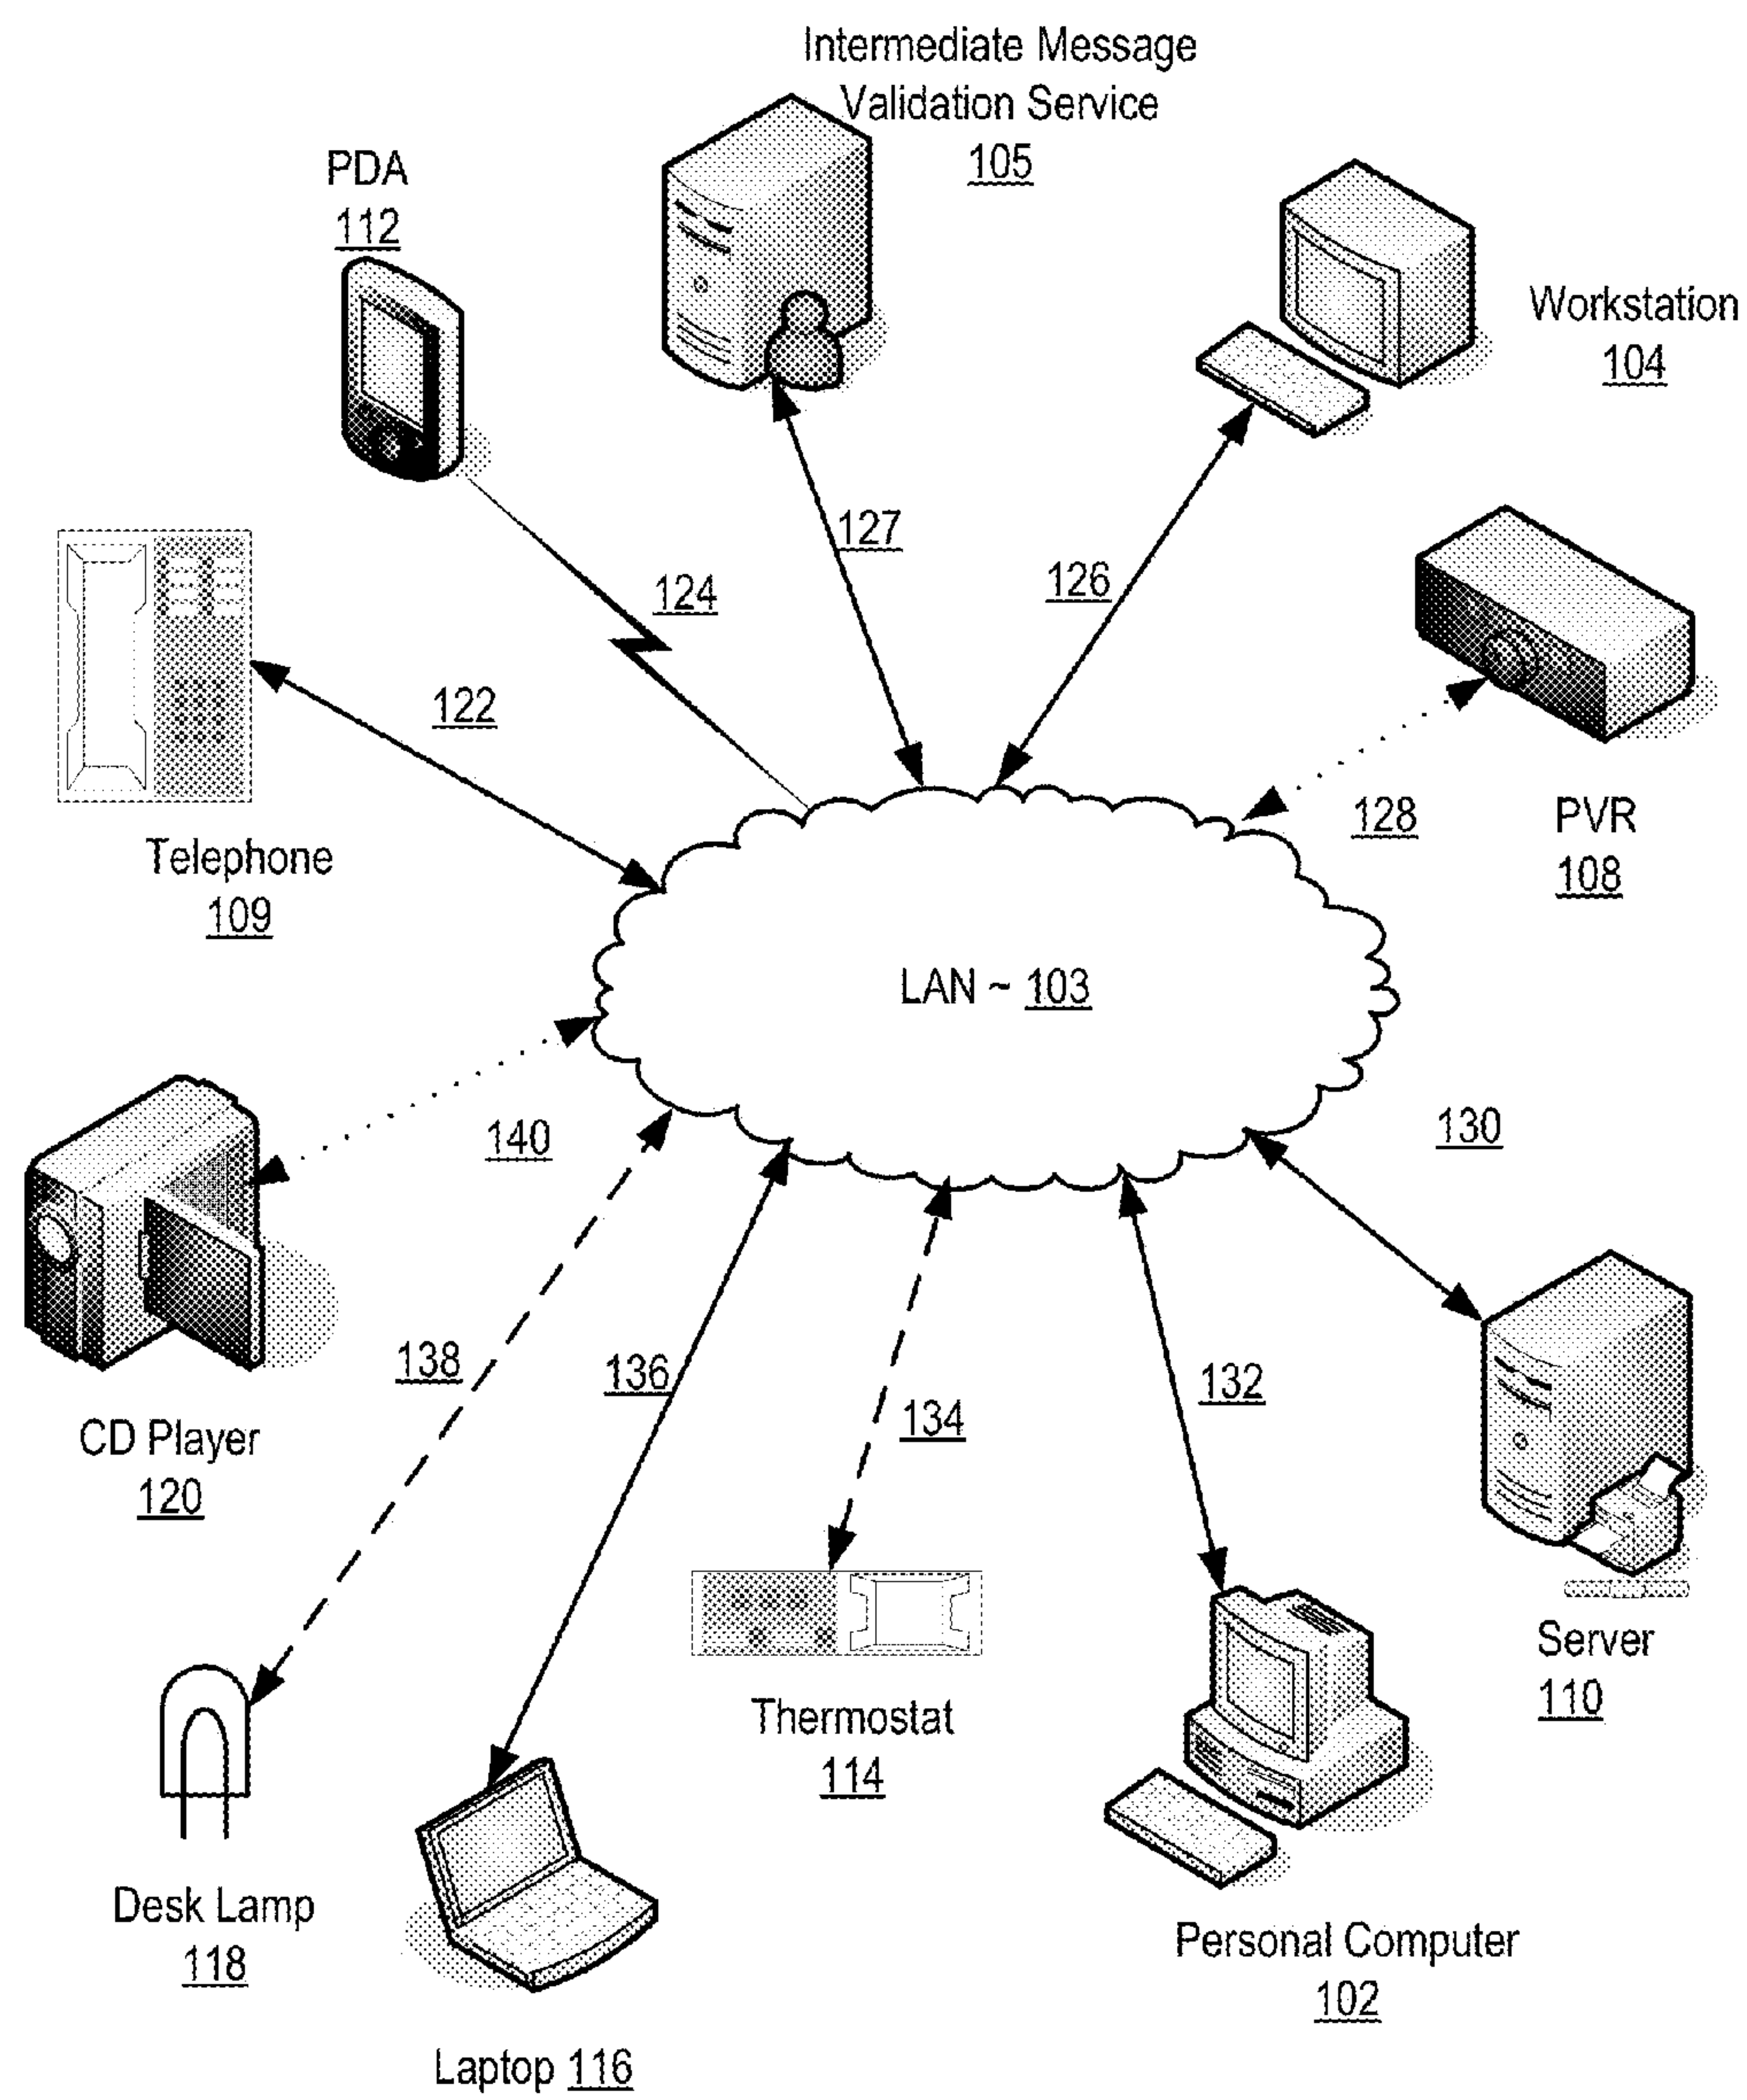 Intermediate Message
Validation Service
105
PDA
112
Workstation
104
127
126
124
122
128
PVR
108
Telephone
109
LAN ~ 103
130
140
138
136
134
132
CD Player
120
Server
110
Thermostat
114
Desk Lamp
118
Personal Computer
102
Laptop 116